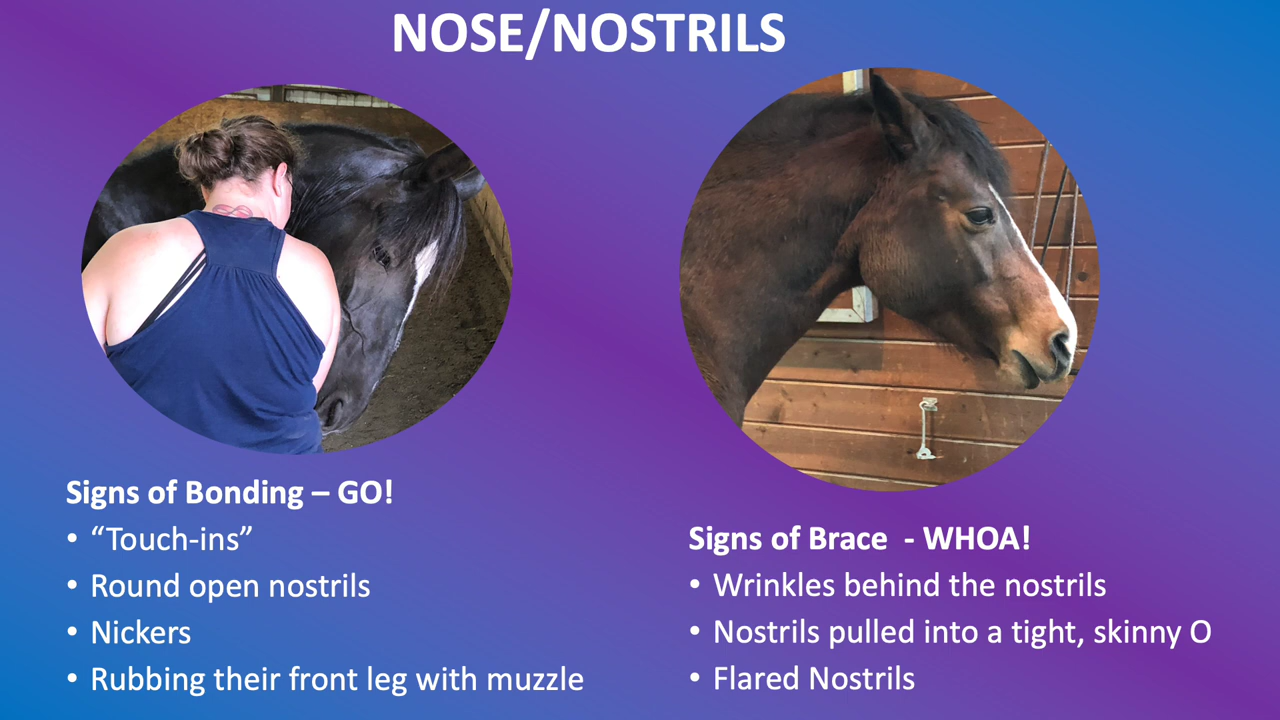 NOSE/NOSTRILS
Signs of Bonding – GO!
• “Touch-ins”
• Round open nostrils
• Nickers
• Rubbing their front leg with muzzle
Signs of Brace  - WHOA!
• Wrinkles behind the nostrils
• Nostrils pulled into a tight, skinny O
• Flared Nostrils